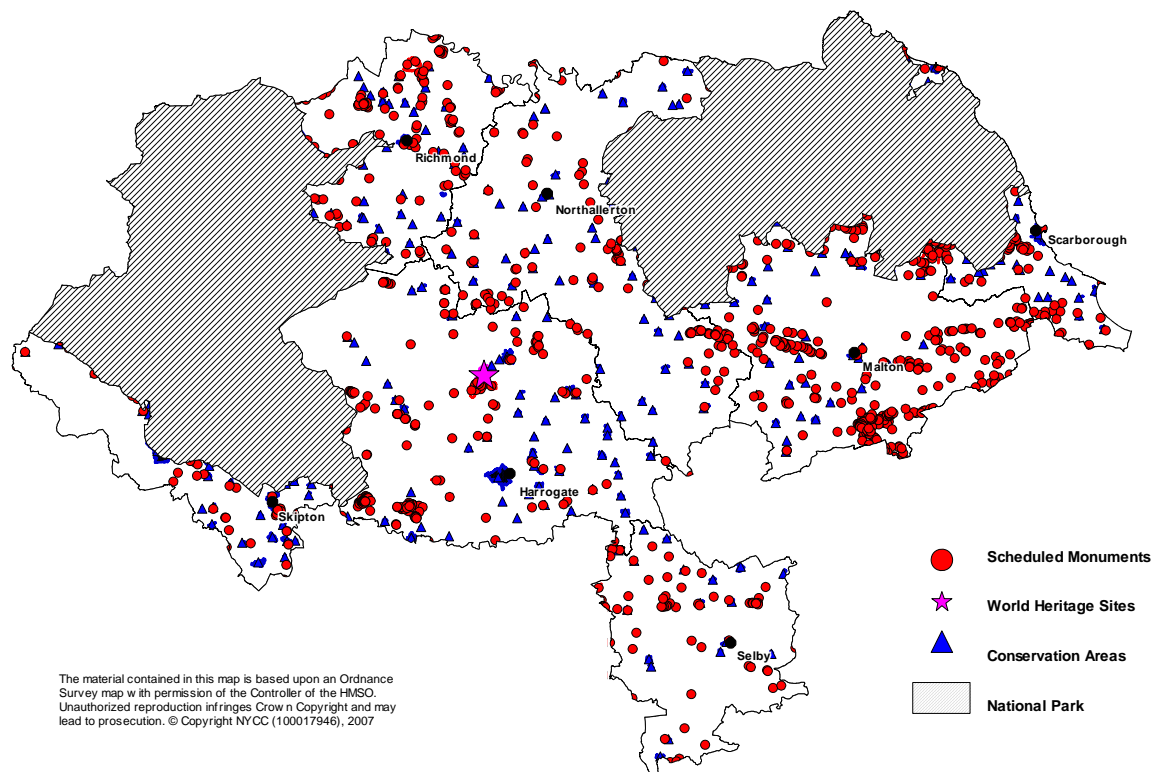 Richmond
Northallerton
Scarborough
Malton
Harrogate
Skipton
Selby
Scheduled Monuments
World Heritage Sites
Conservation Areas
National Park
The material contained in this map is based upon an Ordnance
Survey map with permission of the Controller of the HMSO.
Unauthorized reproduction infringes Crown Copyright and may
lead to prosecution. © Copyright NYCC (100017946), 2007